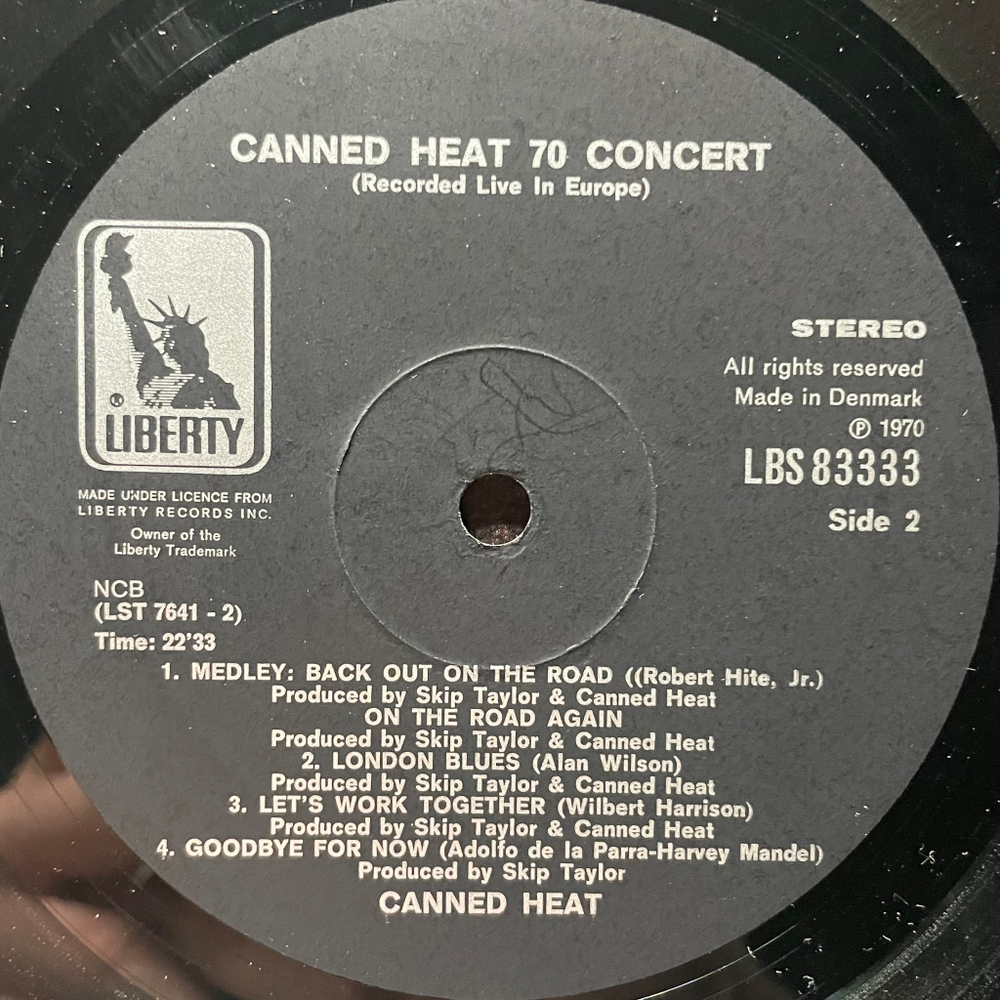 CANNED HEAT 70 CONCERT
(Recorded Live In Europe)
® LIBERTY
MADE UNDER LICENCE FROM
LIBERTY RECORDS INC.
Owner of the
Liberty Trademark
NCB
(LST 7641 - 2)
Time: 22'33
STEREO
All rights reserved
Made in Denmark
℗ 1970
LBS 83333
Side 2
1. MEDLEY: BACK OUT ON THE ROAD ((Robert Hite, Jr.)
Produced by Skip Taylor & Canned Heat
ON THE ROAD AGAIN
Produced by Skip Taylor & Canned Heat
2. LONDON BLUES (Alan Wilson)
Produced by Skip Taylor & Canned Heat
3. LET'S WORK TOGETHER (Wilbert Harrison)
Produced by Skip Taylor & Canned Heat
4. GOODBYE FOR NOW (Adolfo de la Parra-Harvey Mandel)
Produced by Skip Taylor
CANNED HEAT